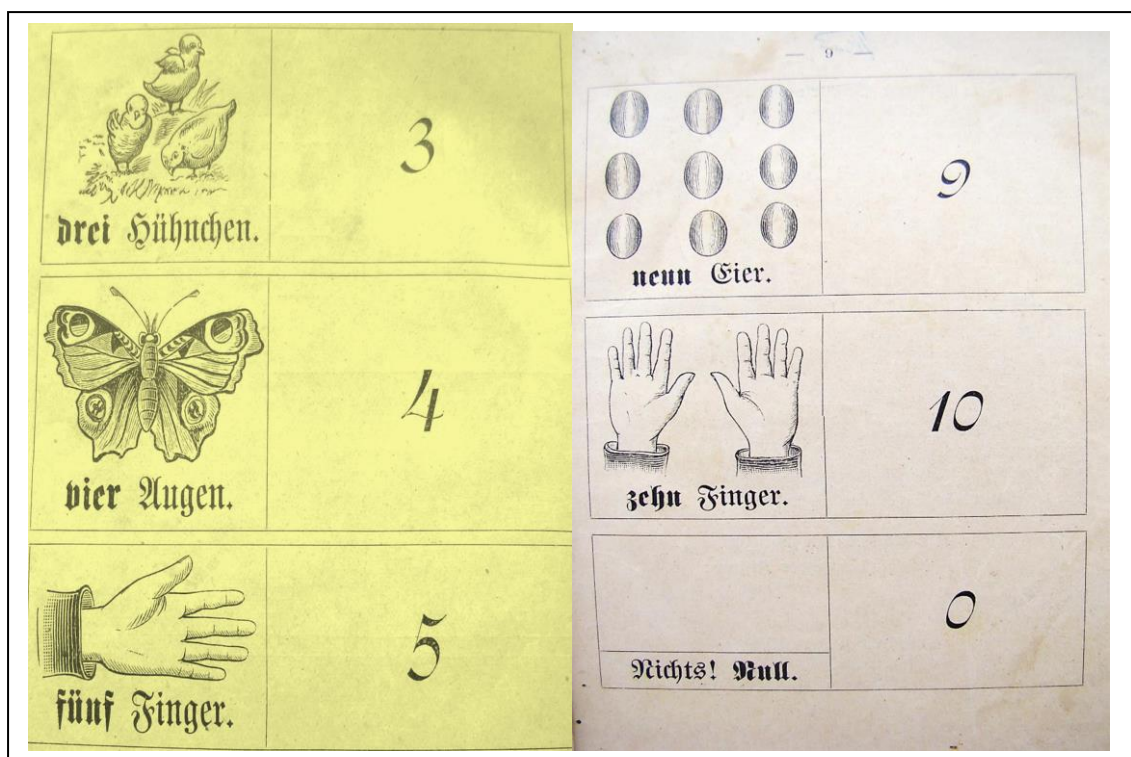 3
drei Hühnchen.
4
vier Augen.
5
fünf Finger.
— 9 —
9
neun Eier.
10
zehn Finger.
0
Nichts! Null.